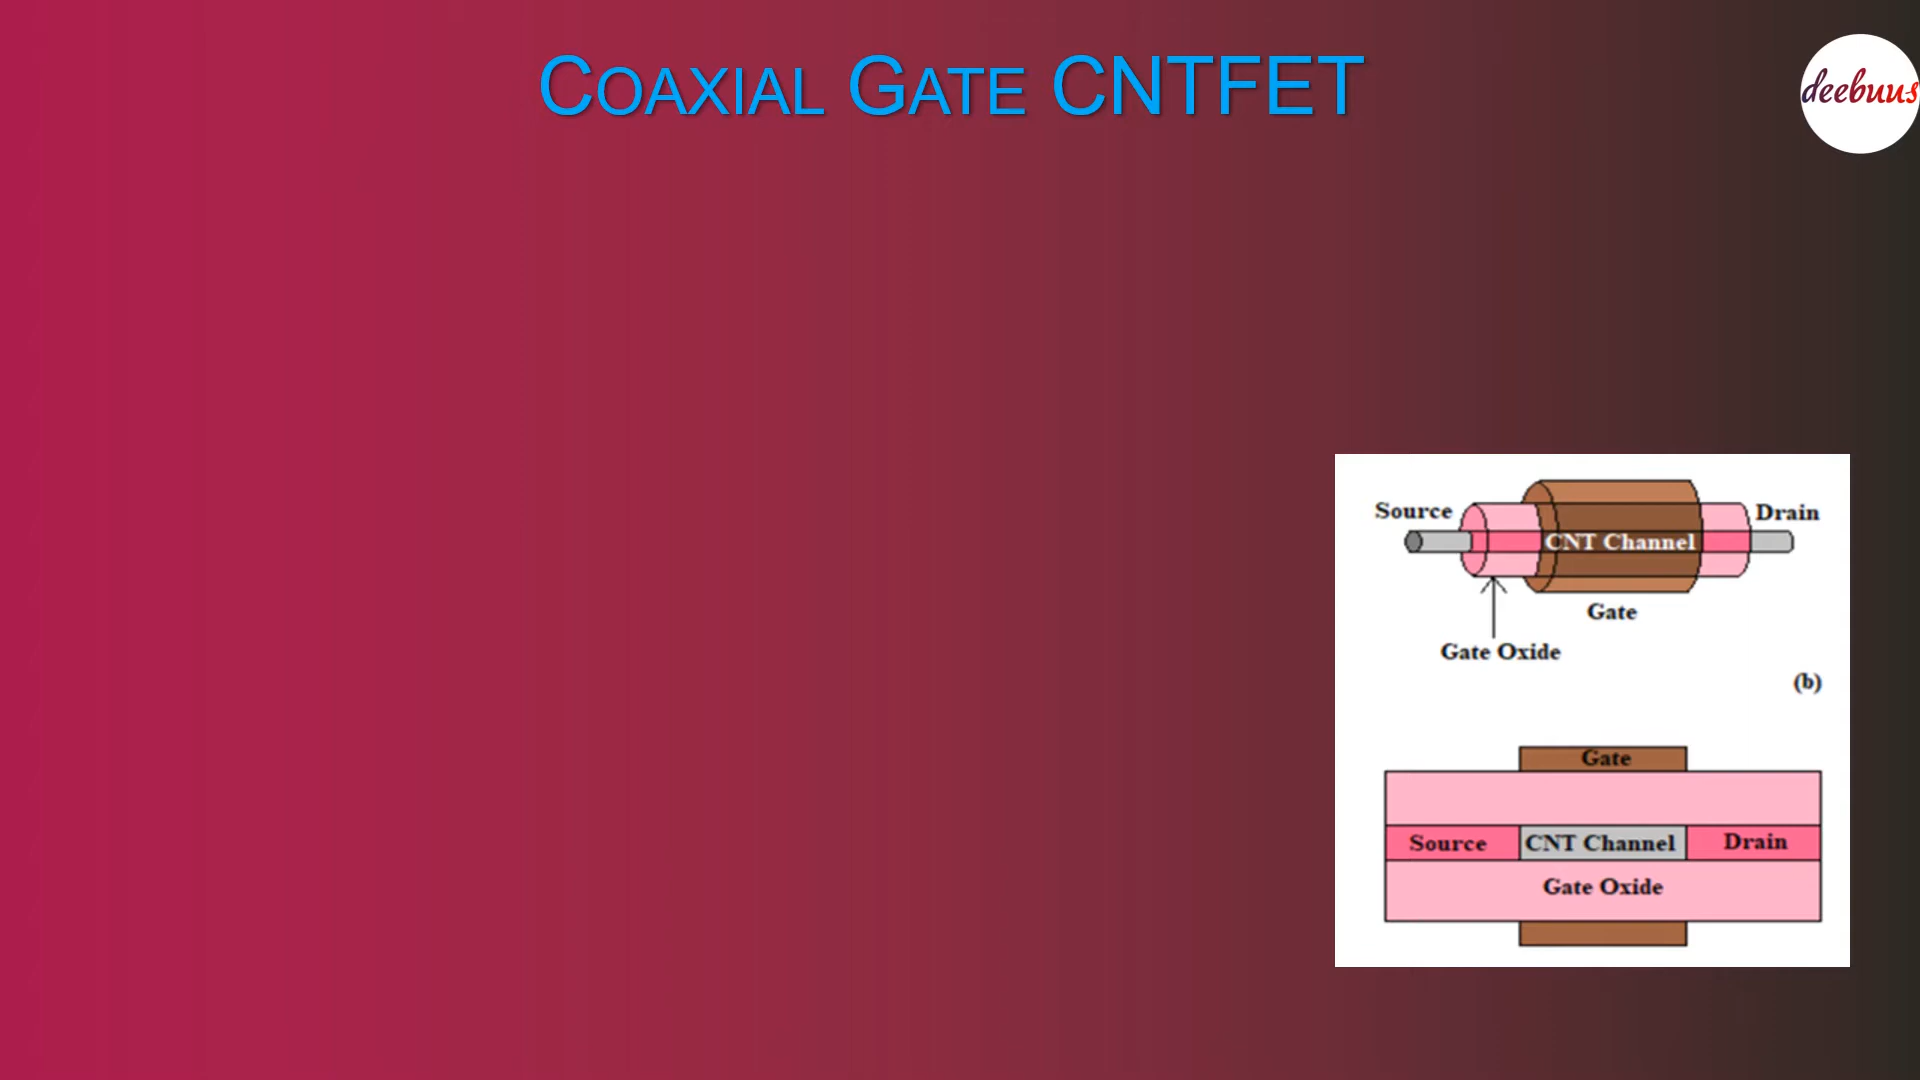 COAXIAL GATE CNTFET
deebuus
Source
Drain
CNT Channel
Gate
Gate Oxide
(b)
Gate
Source
CNT Channel
Drain
Gate Oxide